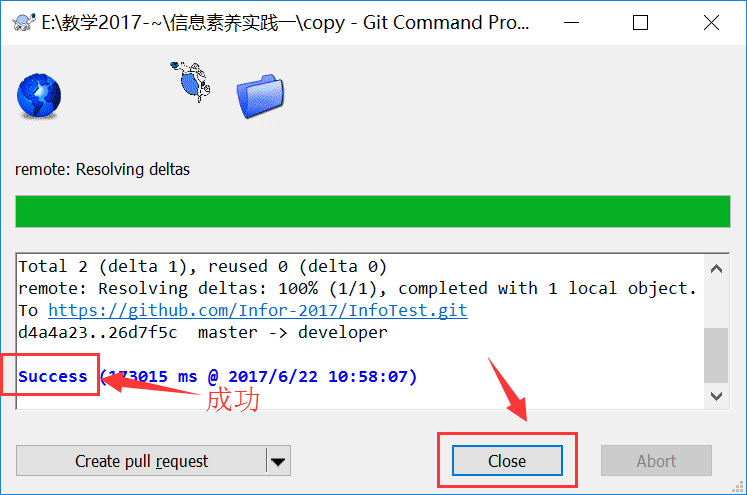 E:\教学2017-~\信息素养实践一\copy - Git Command Pro...
remote: Resolving deltas
Total 2 (delta 1), reused 0 (delta 0)
remote: Resolving deltas: 100% (1/1), completed with 1 local object.
To https://github.com/Infor-2017/InfoTest.git
d4a4a23..26d7f5c  master -> developer
Success (173015 ms @ 2017/6/22 10:58:07)
成功
Create pull request
Close
Abort